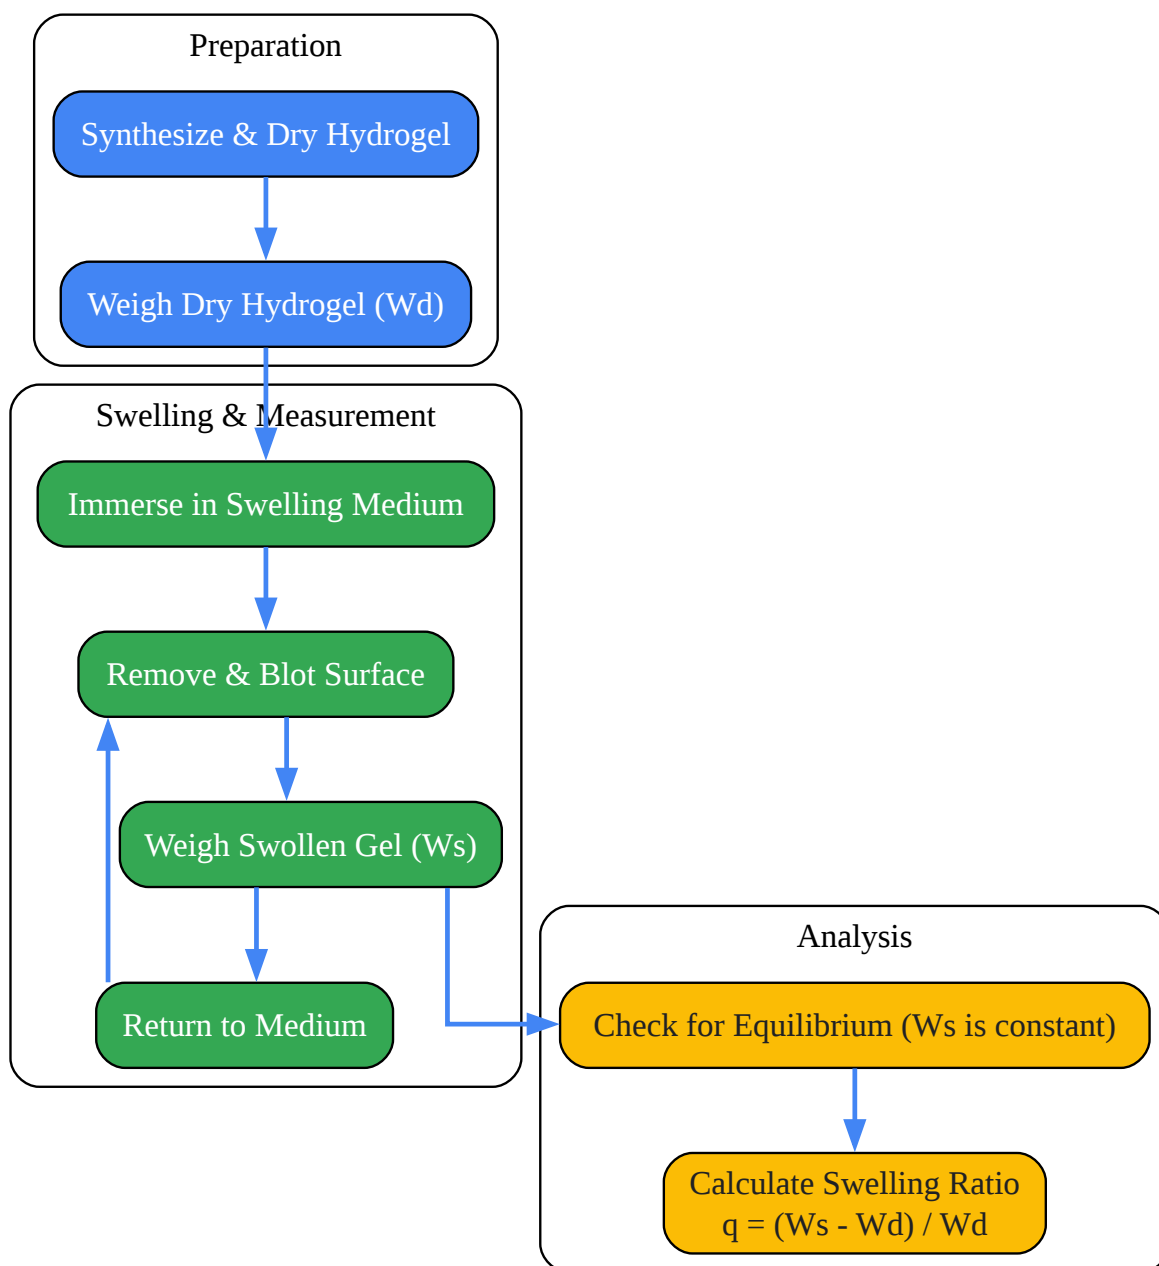 Preparation
Synthesize & Dry Hydrogel
Weigh Dry Hydrogel (Wd)
Swelling & Measurement
Immerse in Swelling Medium
Remove & Blot Surface
Weigh Swollen Gel (Ws)
Return to Medium
Analysis
Check for Equilibrium (Ws is constant)
Calculate Swelling Ratio
q = (Ws - Wd) / Wd